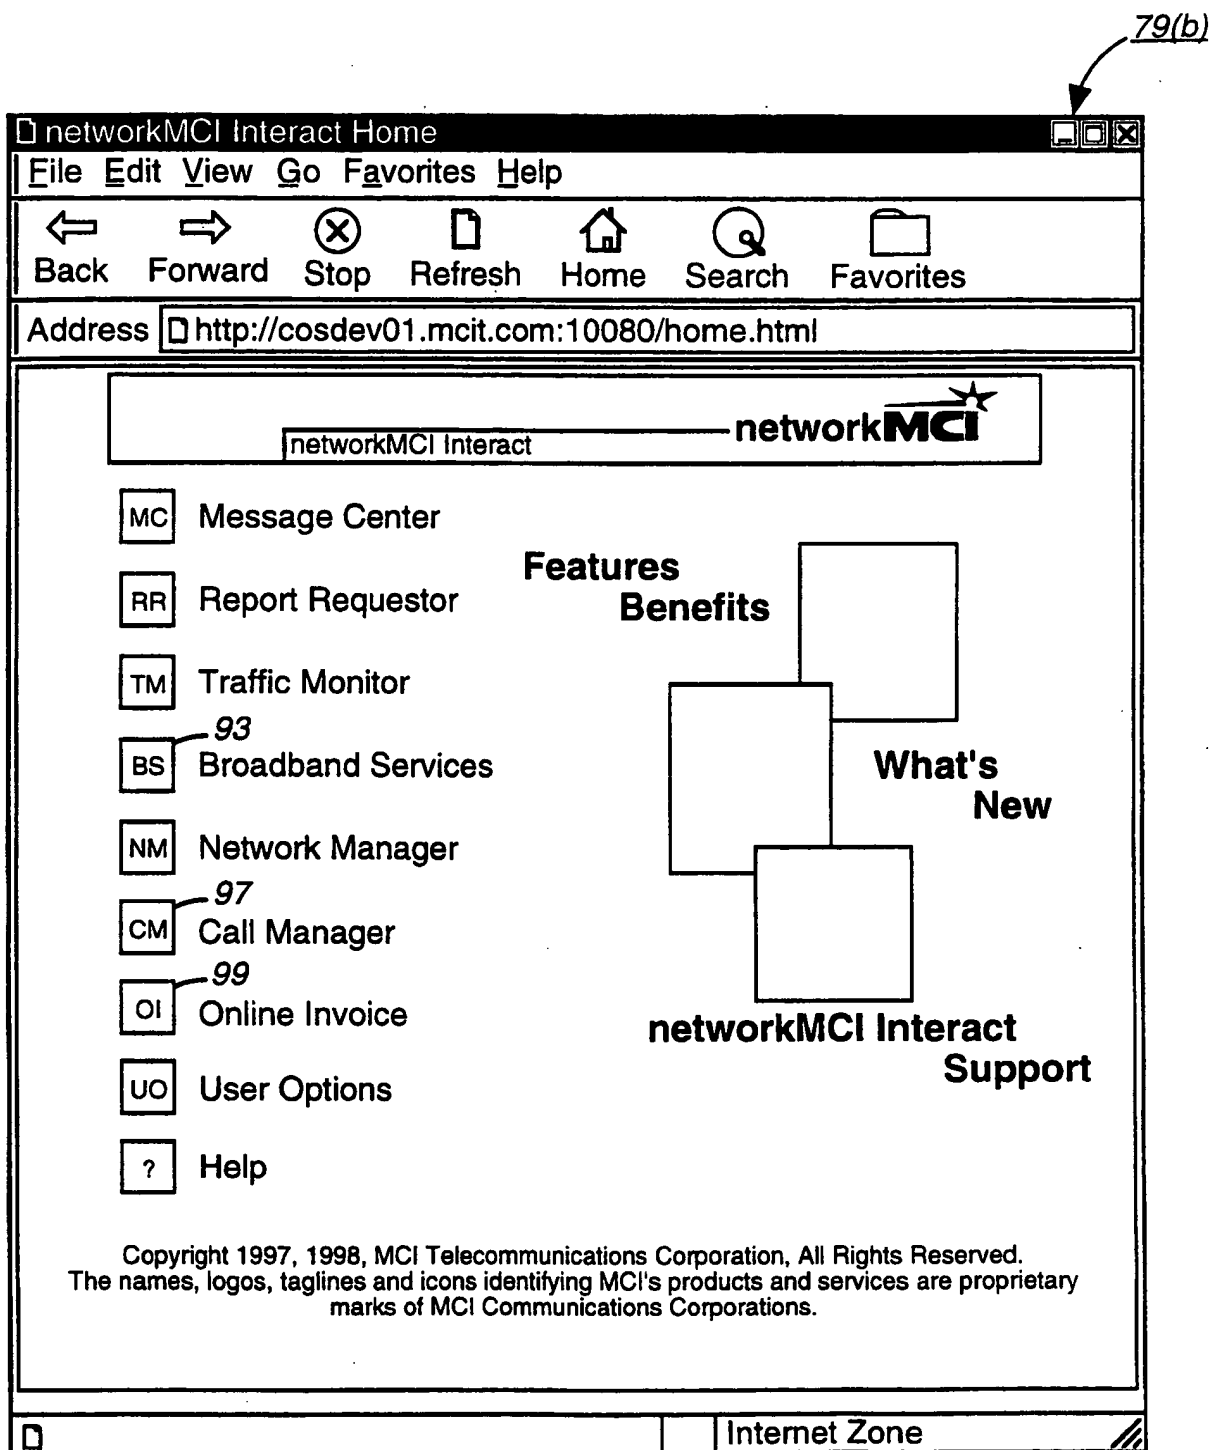 79(b)
networkMCI Interact Home
File Edit View Go Favorites Help
Back Forward Stop Refresh Home Search Favorites
Address http://cosdev01.mcit.com:10080/home.html
networkMCI
networkMCI Interact
MC Message Center
Features
Benefits
RR Report Requestor
TM Traffic Monitor
93
BS Broadband Services
What's
New
NM Network Manager
97
CM Call Manager
99
OI Online Invoice
networkMCI Interact
Support
UO User Options
? Help
Copyright 1997, 1998, MCI Telecommunications Corporation, All Rights Reserved.
The names, logos, taglines and icons identifying MCI's products and services are proprietary
marks of MCI Communications Corporations.
Internet Zone